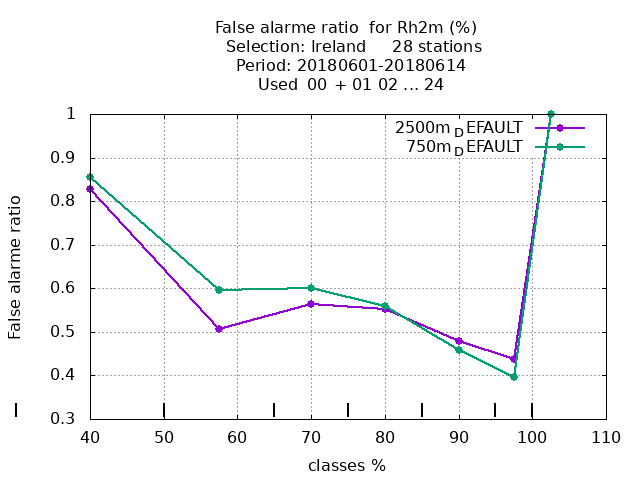 False alarme ratio for Rh2m (%)
Selection: Ireland 28 stations
Period: 20180601-20180614
Used 00 + 01 02 ... 24
2500m_DEFAULT
750m_DEFAULT
1
0.9
0.8
0.7
0.6
0.5
0.4
0.3
False alarme ratio
40 50 60 70 80 90 100 110
classes %